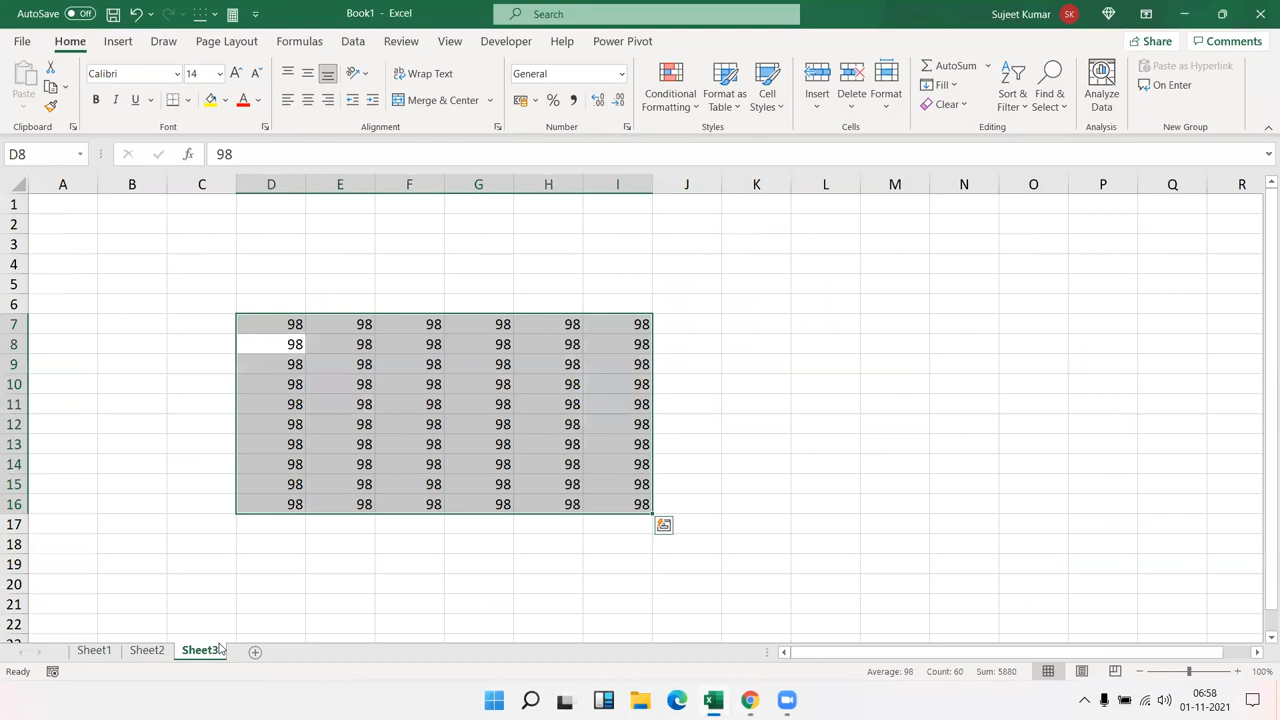 AutoSave Off Book1 - Excel Search Sujeet Kumar SK
File Home Insert Draw Page Layout Formulas Data Review View Developer Help Power Pivot Share Comments
Paste Calibri 14 A A Wrap Text General Conditional Formatting Format as Table Cell Styles Insert Delete Format AutoSum Fill Clear Sort & Filter Find & Select Analyze Data Paste as Hyperlink On Enter
B I U A Merge & Center % 9
Clipboard Font Alignment Number Styles Cells Editing Analysis New Group
D8 fx 98
A B C D E F G H I J K L M N O P Q R
1
2
3
4
5
6
7 98 98 98 98 98 98
8 98 98 98 98 98 98
9 98 98 98 98 98 98
10 98 98 98 98 98 98
11 98 98 98 98 98 98
12 98 98 98 98 98 98
13 98 98 98 98 98 98
14 98 98 98 98 98 98
15 98 98 98 98 98 98
16 98 98 98 98 98 98
17
18
19
20
21
22
Sheet1 Sheet2 Sheet3
Ready Average: 98 Count: 60 Sum: 5880 100%
06:58
01-11-2021